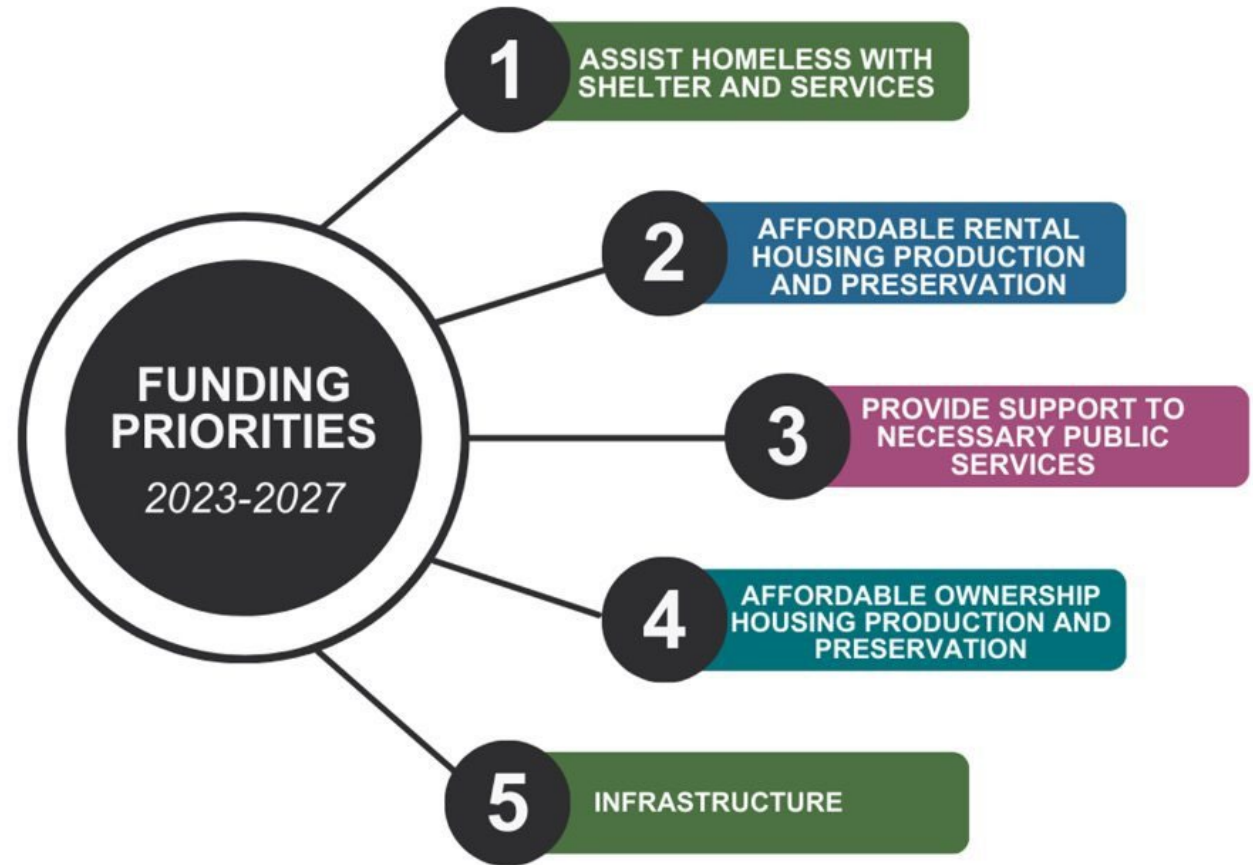 FUNDING
PRIORITIES
2023-2027
1
ASSIST HOMELESS WITH
SHELTER AND SERVICES
2
AFFORDABLE RENTAL
HOUSING PRODUCTION
AND PRESERVATION
3
PROVIDE SUPPORT TO
NECESSARY PUBLIC
SERVICES
4
AFFORDABLE OWNERSHIP
HOUSING PRODUCTION AND
PRESERVATION
5
INFRASTRUCTURE